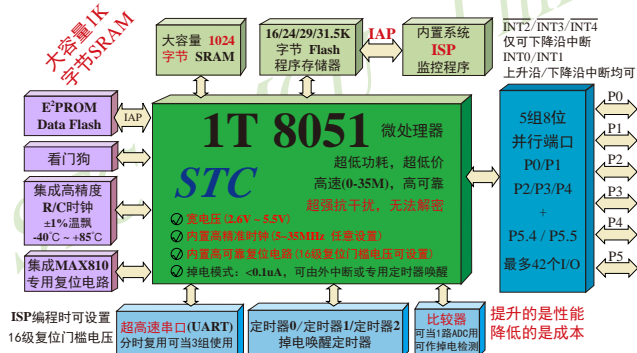 大容量1K
字节SRAM
大容量 1024
字节 SRAM
16/24/29/31.5K
字节 Flash
程序存储器
IAP
内置系统
ISP
监控程序
INT2/INT3/INT4
仅可下降沿中断
INT0/INT1
上升沿/下降沿中断均可
E²PROM
Data Flash
IAP
看门狗
集成高精度
R/C时钟
±1%温飘
-40℃ ~ +85℃
集成MAX810
专用复位电路
1T 8051 微处理器
STC
超低功耗，超低价
高速(0-35M)，高可靠
超强抗干扰，无法解密
宽电压(2.6V ~ 5.5V)
内置高精准时钟(5~35MHz 任意设置)
内置高可靠复位电路(16级复位门槛电压可设置)
掉电模式：<0.1uA，可由外中断或专用定时器唤醒
5组8位
并行端口
P0/P1
P2/P3/P4
+
P5.4 / P5.5
最多42个I/O
P0
P1
P2
P3
P4
P5
ISP编程时可设置
16级复位门槛电压
超高速串口(UART)
分时复用可当3组使用
定时器0/定时器1/定时器2
掉电唤醒定时器
比较器
可当1路ADC用
可作掉电检测
提升的是性能
降低的是成本